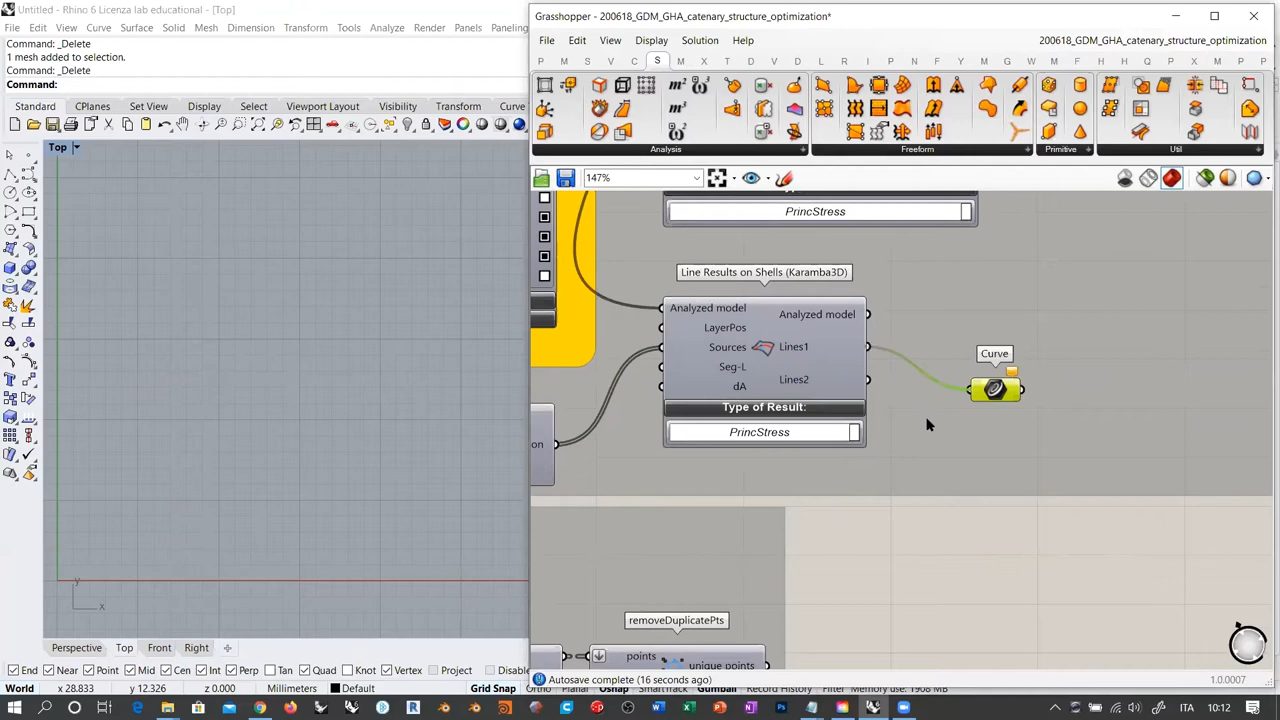 Untitled - Rhino 6 Licenza lab educational - [Top]
File Edit View Curve Surface Solid Mesh Dimension Transform Tools Analyze Render Panels Paneling
Command: _Delete
1 mesh added to selection.
Command: _Delete
Command:
Standard CPlanes Set View Display Select Viewport Layout Visibility Transform Curve
Top
Grasshopper - 200618_GDM_GHA_catenary_structure_optimization*
File Edit View Display Solution Help
200618_GDM_GHA_catenary_structure_optimization
P M S V C S M I T D
Analysis Freeform Primitive Util
147%
PrincStress
Line Results on Shells (Karamba3D)
Analyzed model
LayerPos
Sources
Seg-L
dA
Analyzed model
Lines1
Lines2
Type of Result:
PrincStress
Curve
on
removeDuplicatePts
points
unique points
y
x
Perspective Top Front Right
End Near Point Mid Cen Int Perp Tan Quad Knot Vertex Project Disable
Autosave complete (16 seconds ago)
1.0.0007
World x 28.833 y 12.326 z 0.000 Millimeters Default Grid Snap Ortho Planar Osnap SmartTrack Gumball Record History Filter Memory use: 1908 MB
10:12